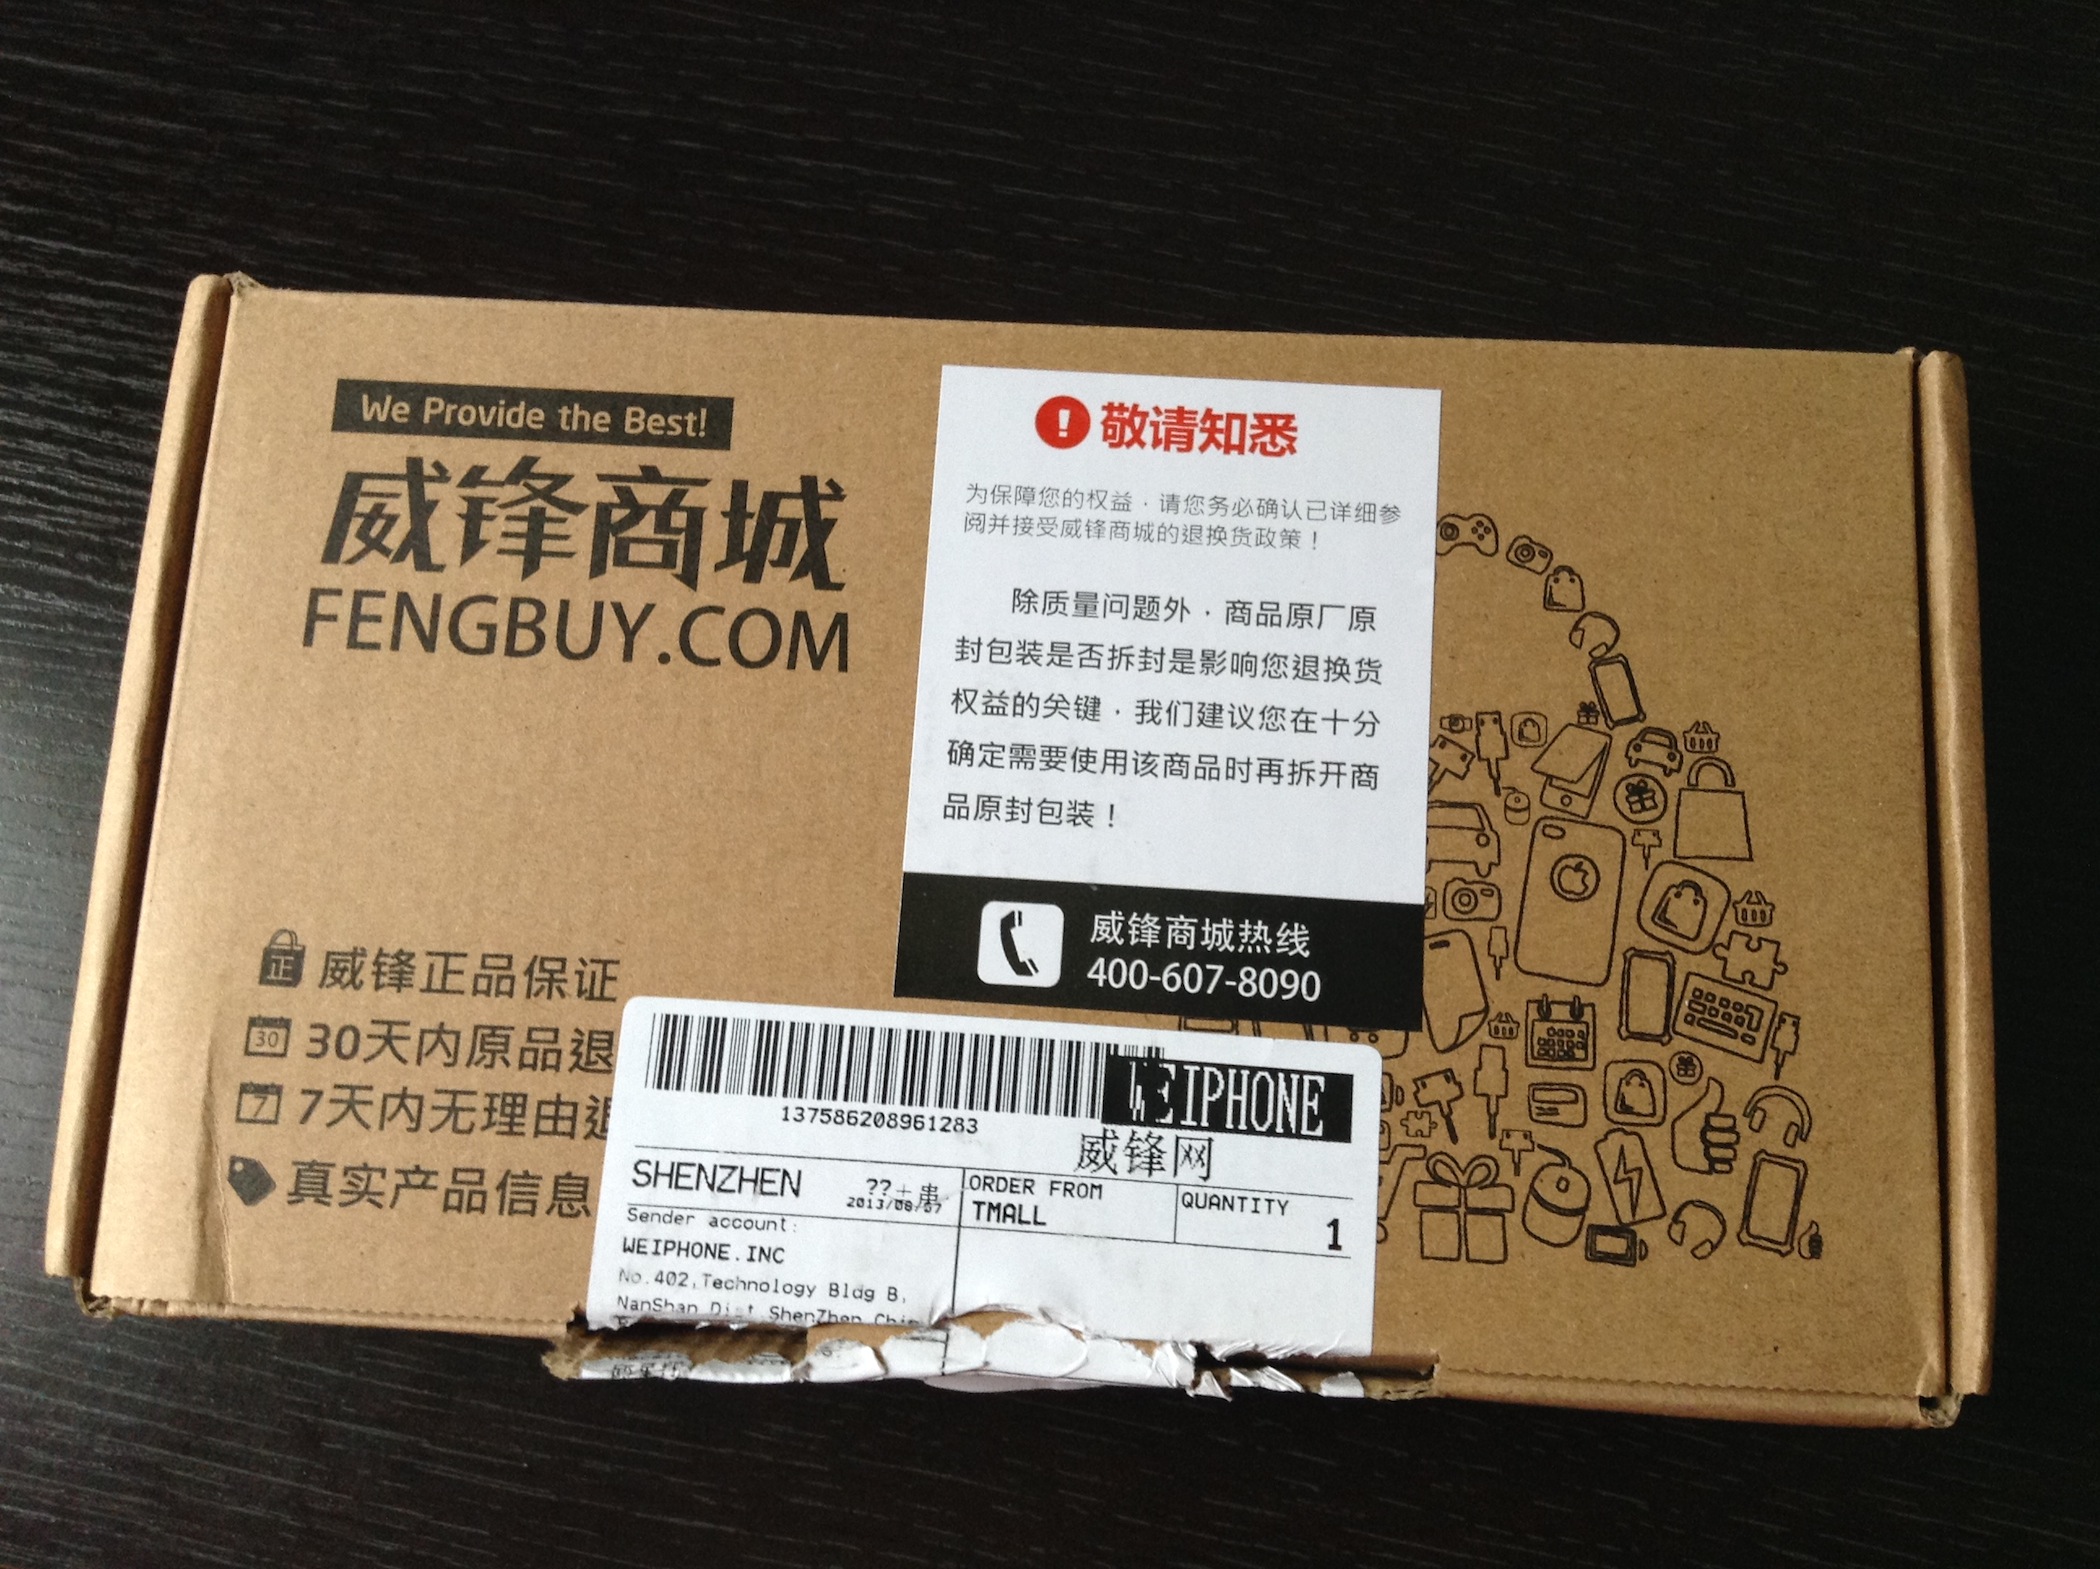 We Provide the Best!
威锋商城
FENGBUY.COM
敬请知悉
为保障您的权益，请您务必确认已详细参
阅并接受威锋商城的退换货政策！
除质量问题外，商品原厂原
封包装是否拆封是影响您退换货
权益的关键，我们建议您在十分
确定需要使用该商品时再拆开商
品原封包装！
威锋商城热线
400-607-8090
正 威锋正品保证
30 30天内原品退
7 7天内无理由退
真实产品信息
137586208961283
WEIPHONE
威锋网
SHENZHEN
??十串
2013/08/07
ORDER FROM
TMALL
QUANTITY
1
Sender account:
WEIPHONE.INC
No.402,Technology Bldg B,
NanShan Dist ShenZhen